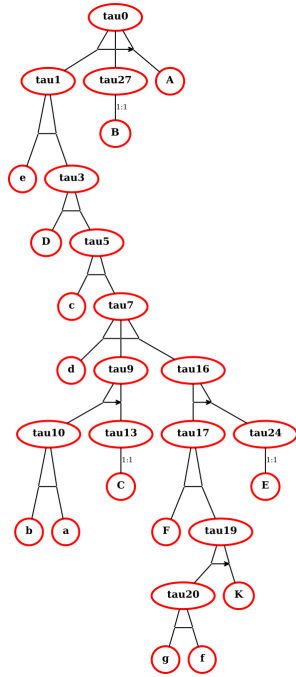 tau0
tau1 tau27 A
1:1
B
e tau3
D tau5
c tau7
d tau9 tau16
tau10 tau13 tau17 tau24
1:1 1:1
C E
b a F tau19
tau20 K
g f